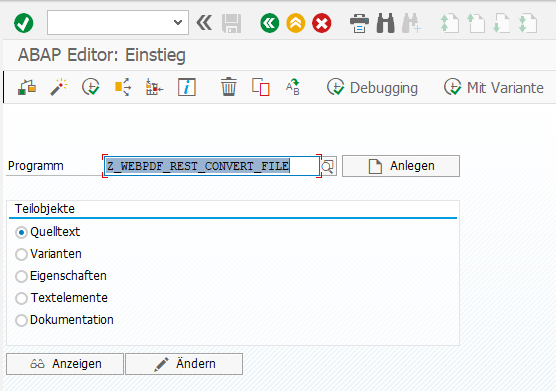 ABAP Editor: Einstieg
Debugging Mit Variante
Programm Z_WEBPDF_REST_CONVERT_FILE Anlegen
Teilobjekte
Quelltext
Varianten
Eigenschaften
Textelemente
Dokumentation
Anzeigen Ändern